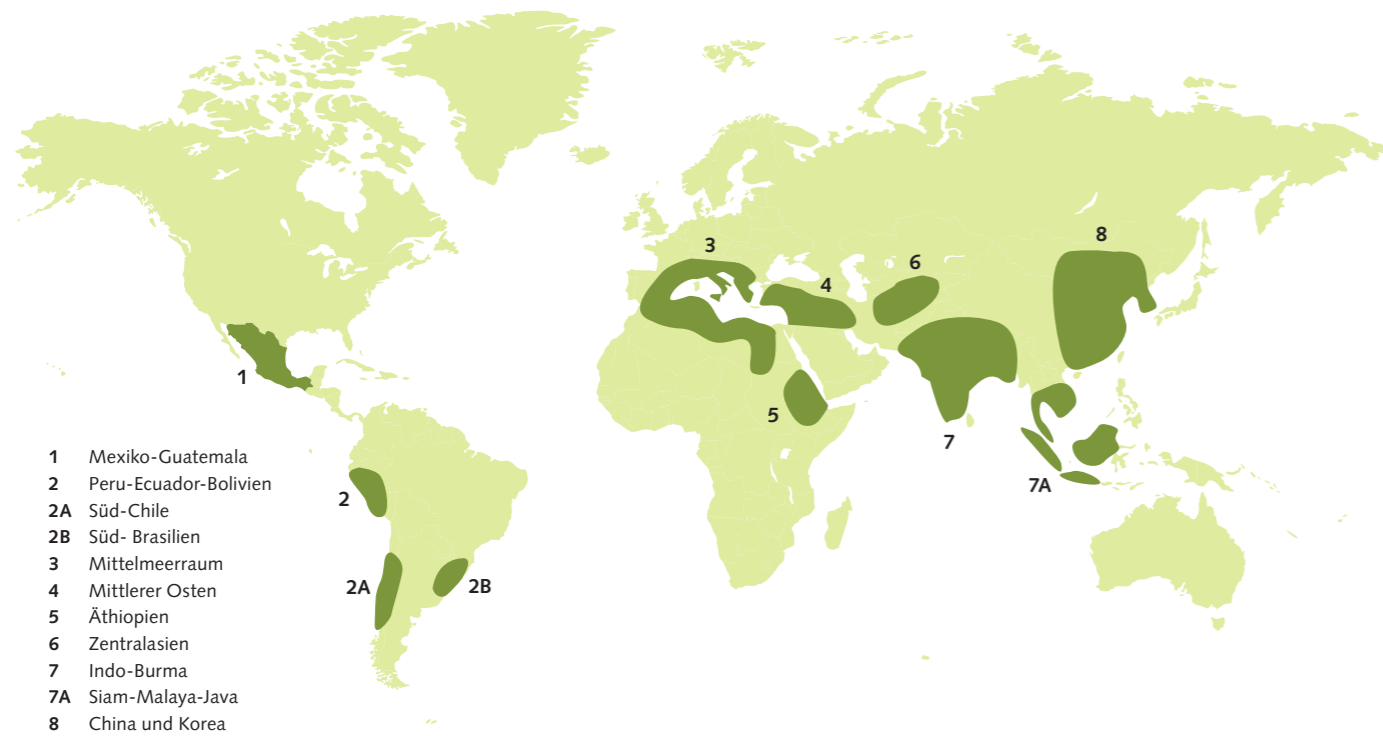 3
8
6
4
1
5
7
7A
2
2A
2B
1 Mexiko-Guatemala
2 Peru-Ecuador-Bolivien
2A Süd-Chile
2B Süd- Brasilien
3 Mittelmeerraum
4 Mittlerer Osten
5 Äthiopien
6 Zentralasien
7 Indo-Burma
7A Siam-Malaya-Java
8 China und Korea